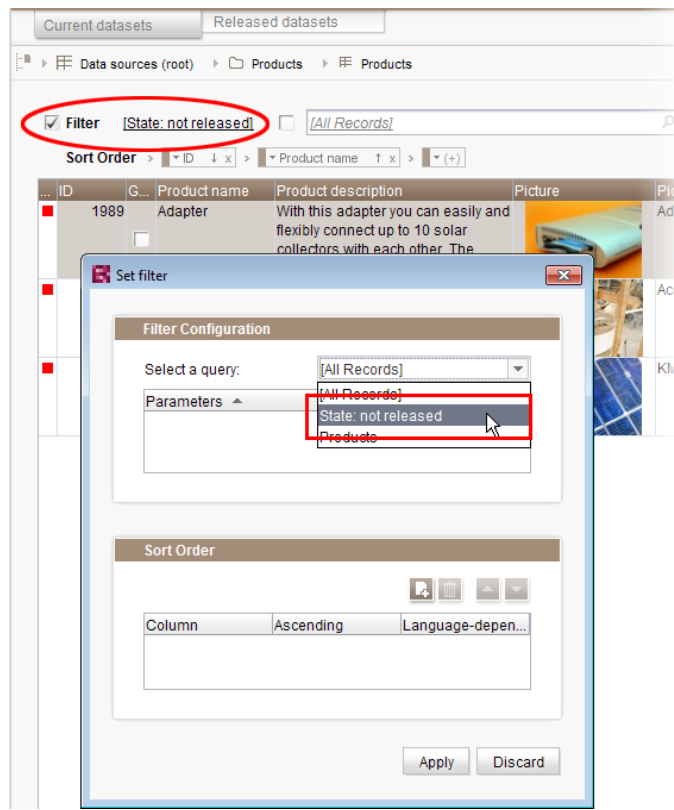 Current datasets
Released datasets
Data sources (root)
Products
Products
Filter
[State: not released]
[All Records]
Sort Order > ID ↓ x > Product name ↑ x > (+)
... ID G... Product name Product description Picture
1989 Adapter With this adapter you can easily and
flexibly connect up to 10 solar
collectors with each other. The
Set filter
Filter Configuration
Select a query: [All Records]
Parameters
[All Records]
State: not released
Products
Sort Order
Column Ascending Language-depen...
Apply Discard